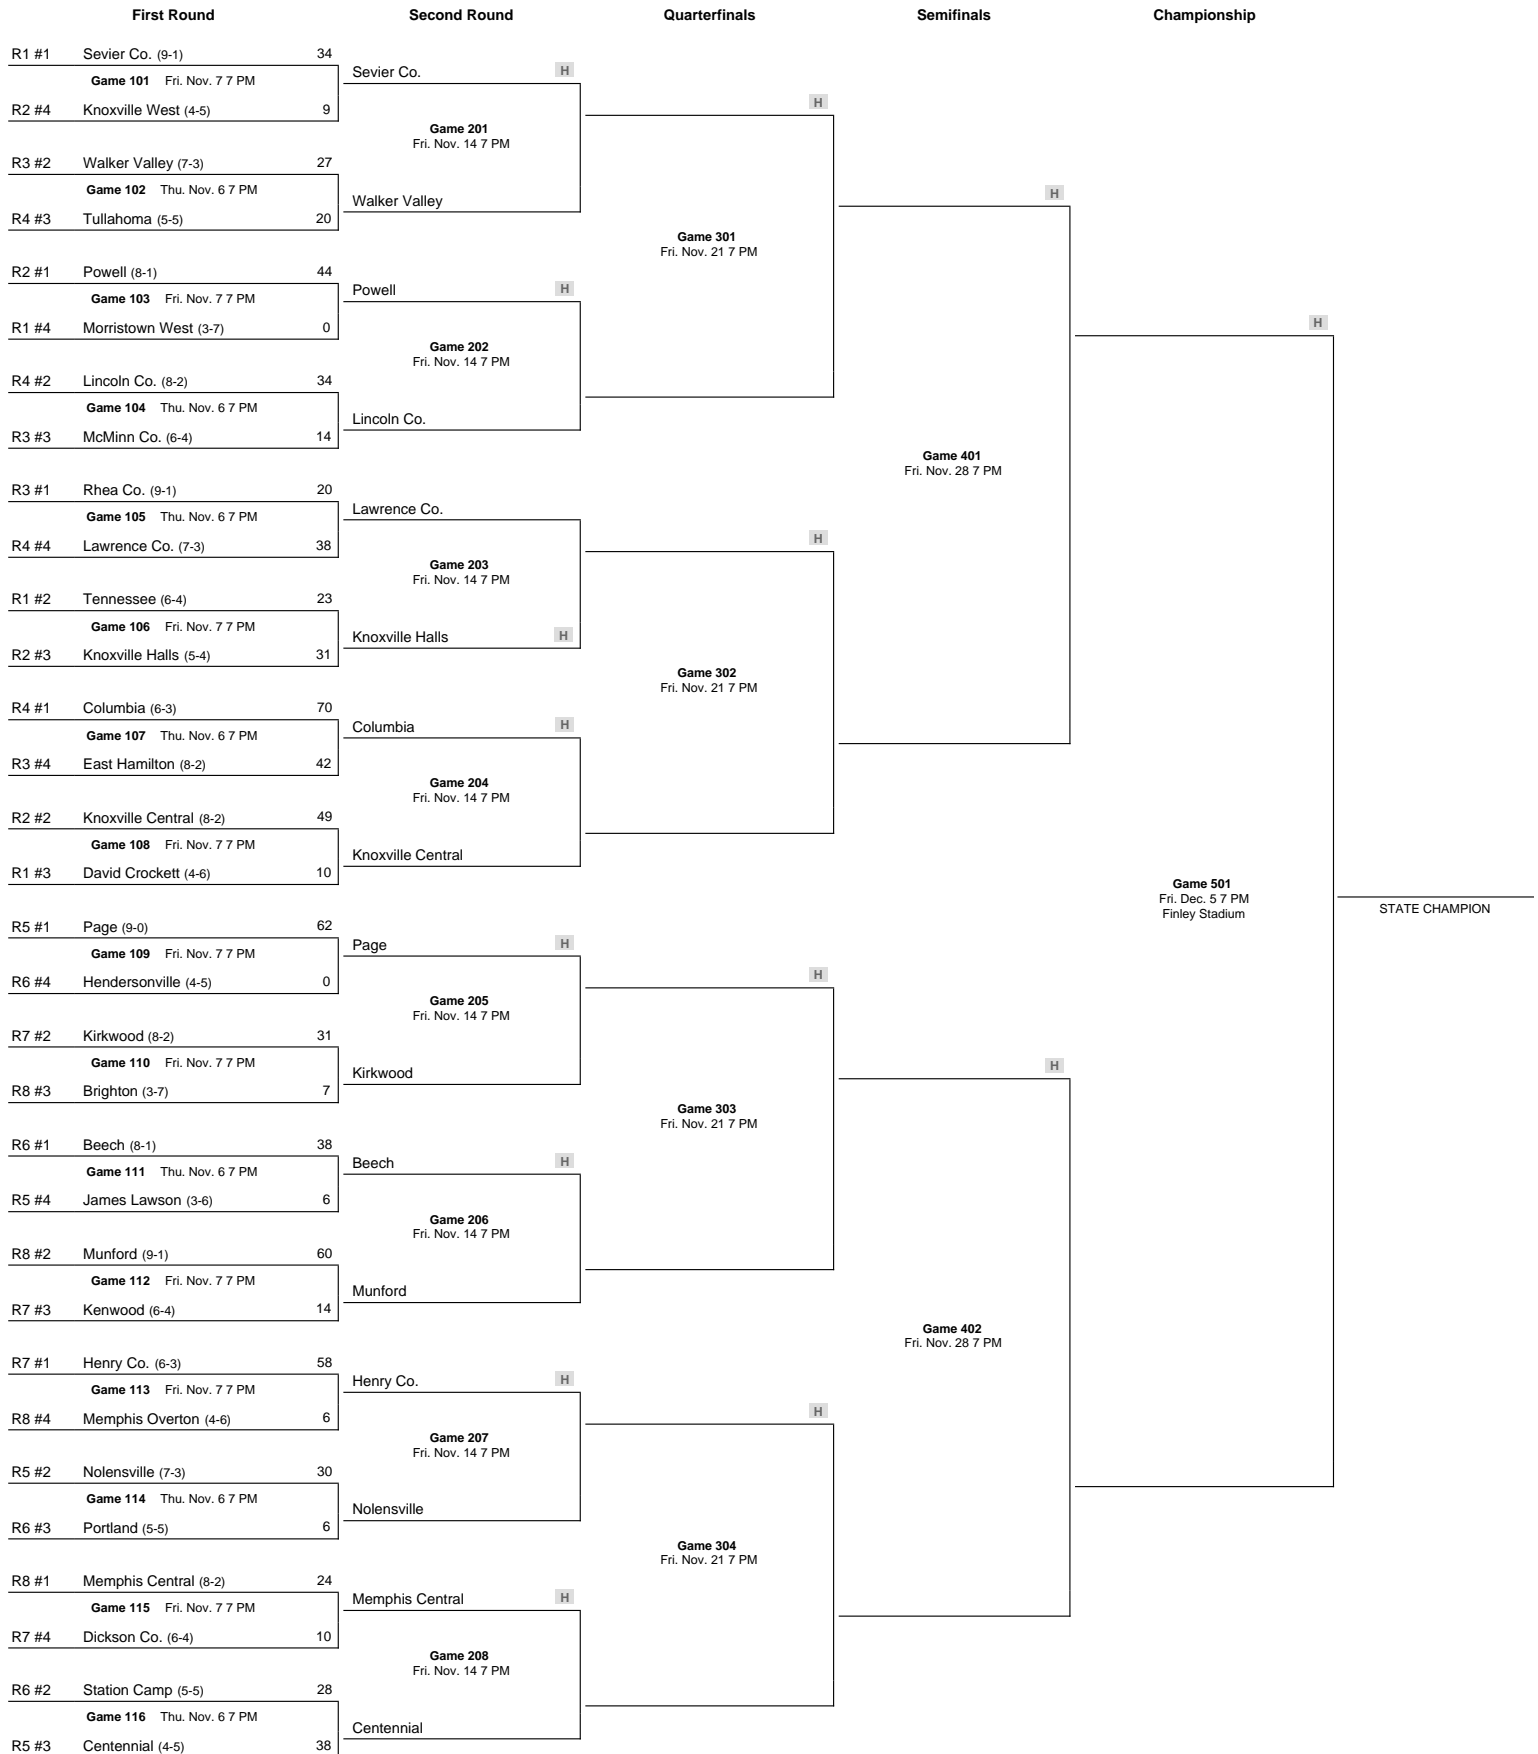 First Round
Second Round
Quarterfinals
Semifinals
Championship
R1 #1 Sevier Co. (9-1) 34
Game 101 Fri. Nov. 7 7 PM
R2 #4 Knoxville West (4-5) 9
R3 #2 Walker Valley (7-3) 27
Game 102 Thu. Nov. 6 7 PM
R4 #3 Tullahoma (5-5) 20
R2 #1 Powell (8-1) 44
Game 103 Fri. Nov. 7 7 PM
R1 #4 Morristown West (3-7) 0
R4 #2 Lincoln Co. (8-2) 34
Game 104 Thu. Nov. 6 7 PM
R3 #3 McMinn Co. (6-4) 14
R3 #1 Rhea Co. (9-1) 20
Game 105 Thu. Nov. 6 7 PM
R4 #4 Lawrence Co. (7-3) 38
R1 #2 Tennessee (6-4) 23
Game 106 Fri. Nov. 7 7 PM
R2 #3 Knoxville Halls (5-4) 31
R4 #1 Columbia (6-3) 70
Game 107 Thu. Nov. 6 7 PM
R3 #4 East Hamilton (8-2) 42
R2 #2 Knoxville Central (8-2) 49
Game 108 Fri. Nov. 7 7 PM
R1 #3 David Crockett (4-6) 10
R5 #1 Page (9-0) 62
Game 109 Fri. Nov. 7 7 PM
R6 #4 Hendersonville (4-5) 0
R7 #2 Kirkwood (8-2) 31
Game 110 Fri. Nov. 7 7 PM
R8 #3 Brighton (3-7) 7
R6 #1 Beech (8-1) 38
Game 111 Thu. Nov. 6 7 PM
R5 #4 James Lawson (3-6) 6
R8 #2 Munford (9-1) 60
Game 112 Fri. Nov. 7 7 PM
R7 #3 Kenwood (6-4) 14
R7 #1 Henry Co. (6-3) 58
Game 113 Fri. Nov. 7 7 PM
R8 #4 Memphis Overton (4-6) 6
R5 #2 Nolensville (7-3) 30
Game 114 Thu. Nov. 6 7 PM
R6 #3 Portland (5-5) 6
R8 #1 Memphis Central (8-2) 24
Game 115 Fri. Nov. 7 7 PM
R7 #4 Dickson Co. (6-4) 10
R6 #2 Station Camp (5-5) 28
Game 116 Thu. Nov. 6 7 PM
R5 #3 Centennial (4-5) 38
Sevier Co. H
Game 201
Fri. Nov. 14 7 PM
Walker Valley
Powell H
Game 202
Fri. Nov. 14 7 PM
Lincoln Co.
Lawrence Co.
Game 203
Fri. Nov. 14 7 PM
Knoxville Halls H
Columbia H
Game 204
Fri. Nov. 14 7 PM
Knoxville Central
Page H
Game 205
Fri. Nov. 14 7 PM
Kirkwood
Beech H
Game 206
Fri. Nov. 14 7 PM
Munford
Henry Co. H
Game 207
Fri. Nov. 14 7 PM
Nolensville
Memphis Central H
Game 208
Fri. Nov. 14 7 PM
Centennial
H
Game 301
Fri. Nov. 21 7 PM
H
Game 302
Fri. Nov. 21 7 PM
H
Game 303
Fri. Nov. 21 7 PM
H
Game 304
Fri. Nov. 21 7 PM
H
Game 401
Fri. Nov. 28 7 PM
H
Game 402
Fri. Nov. 28 7 PM
H
Game 501
Fri. Dec. 5 7 PM
Finley Stadium
STATE CHAMPION